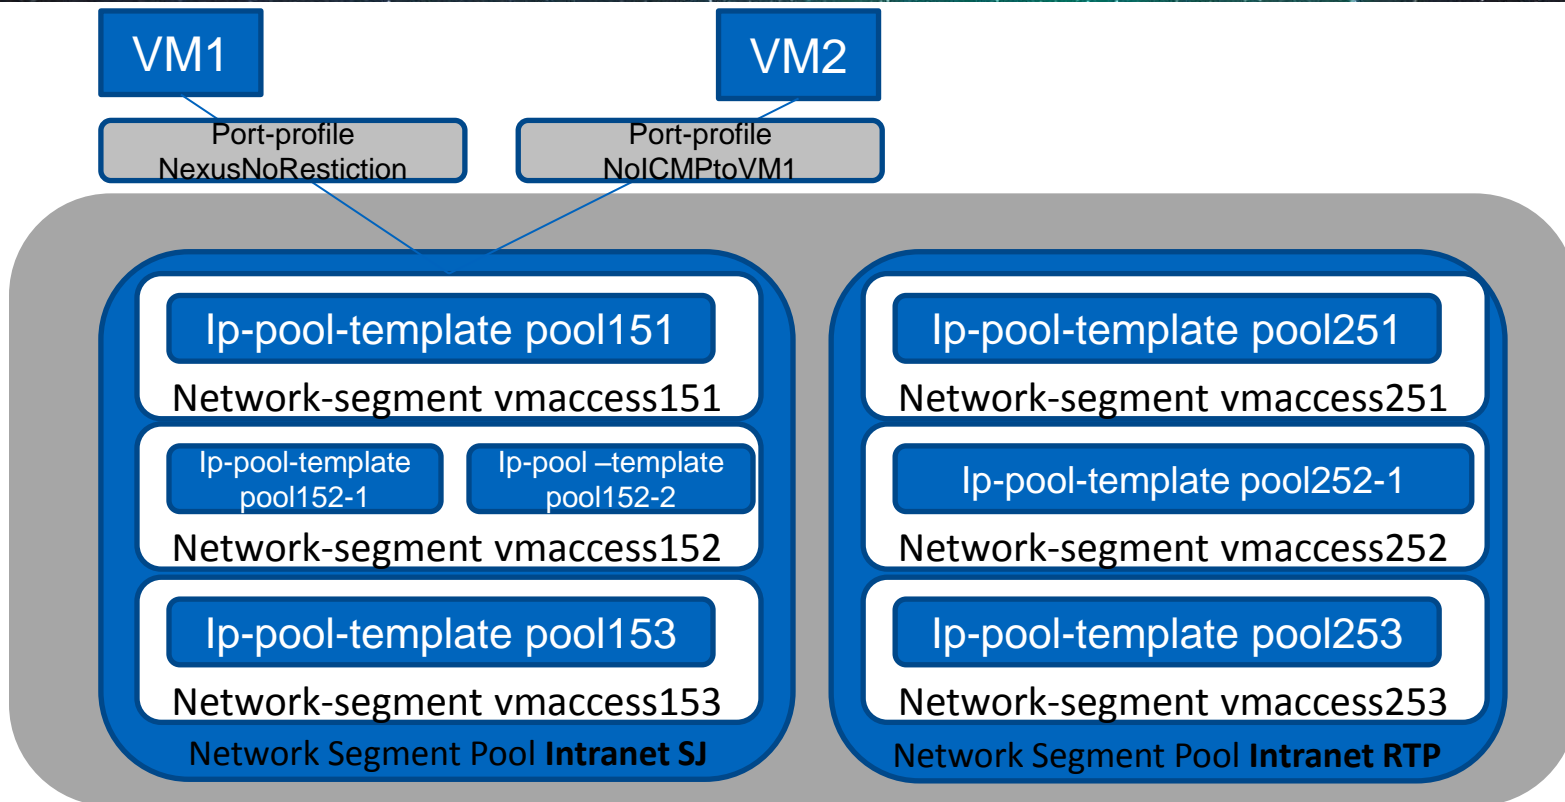 VM1
VM2
Port-profile
NexusNoRestiction
Port-profile
NoICMPtoVM1
Ip-pool-template pool151
Network-segment vmaccess151
Ip-pool-template
pool152-1
Ip-pool –template
pool152-2
Network-segment vmaccess152
Ip-pool-template pool153
Network-segment vmaccess153
Network Segment Pool Intranet SJ
Ip-pool-template pool251
Network-segment vmaccess251
Ip-pool-template pool252-1
Network-segment vmaccess252
Ip-pool-template pool253
Network-segment vmaccess253
Network Segment Pool Intranet RTP